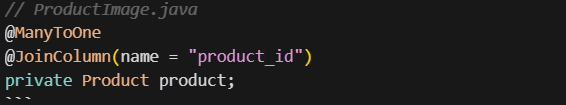 // ProductImage.java
@ManyToOne
@JoinColumn(name = "product_id")
private Product product;
```